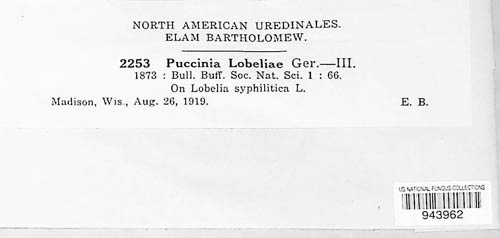 NORTH AMERICAN UREDINALES.
ELAM BARTHOLOMEW.
2253 Puccinia Lobeliae Ger.—III.
1873 : Bull. Buff. Soc. Nat. Sci. 1 : 66.
On Lobelia syphilitica L.
Madison, Wis., Aug. 26, 1919. E. B.
US NATIONAL FUNGUS COLLECTIONS
943962